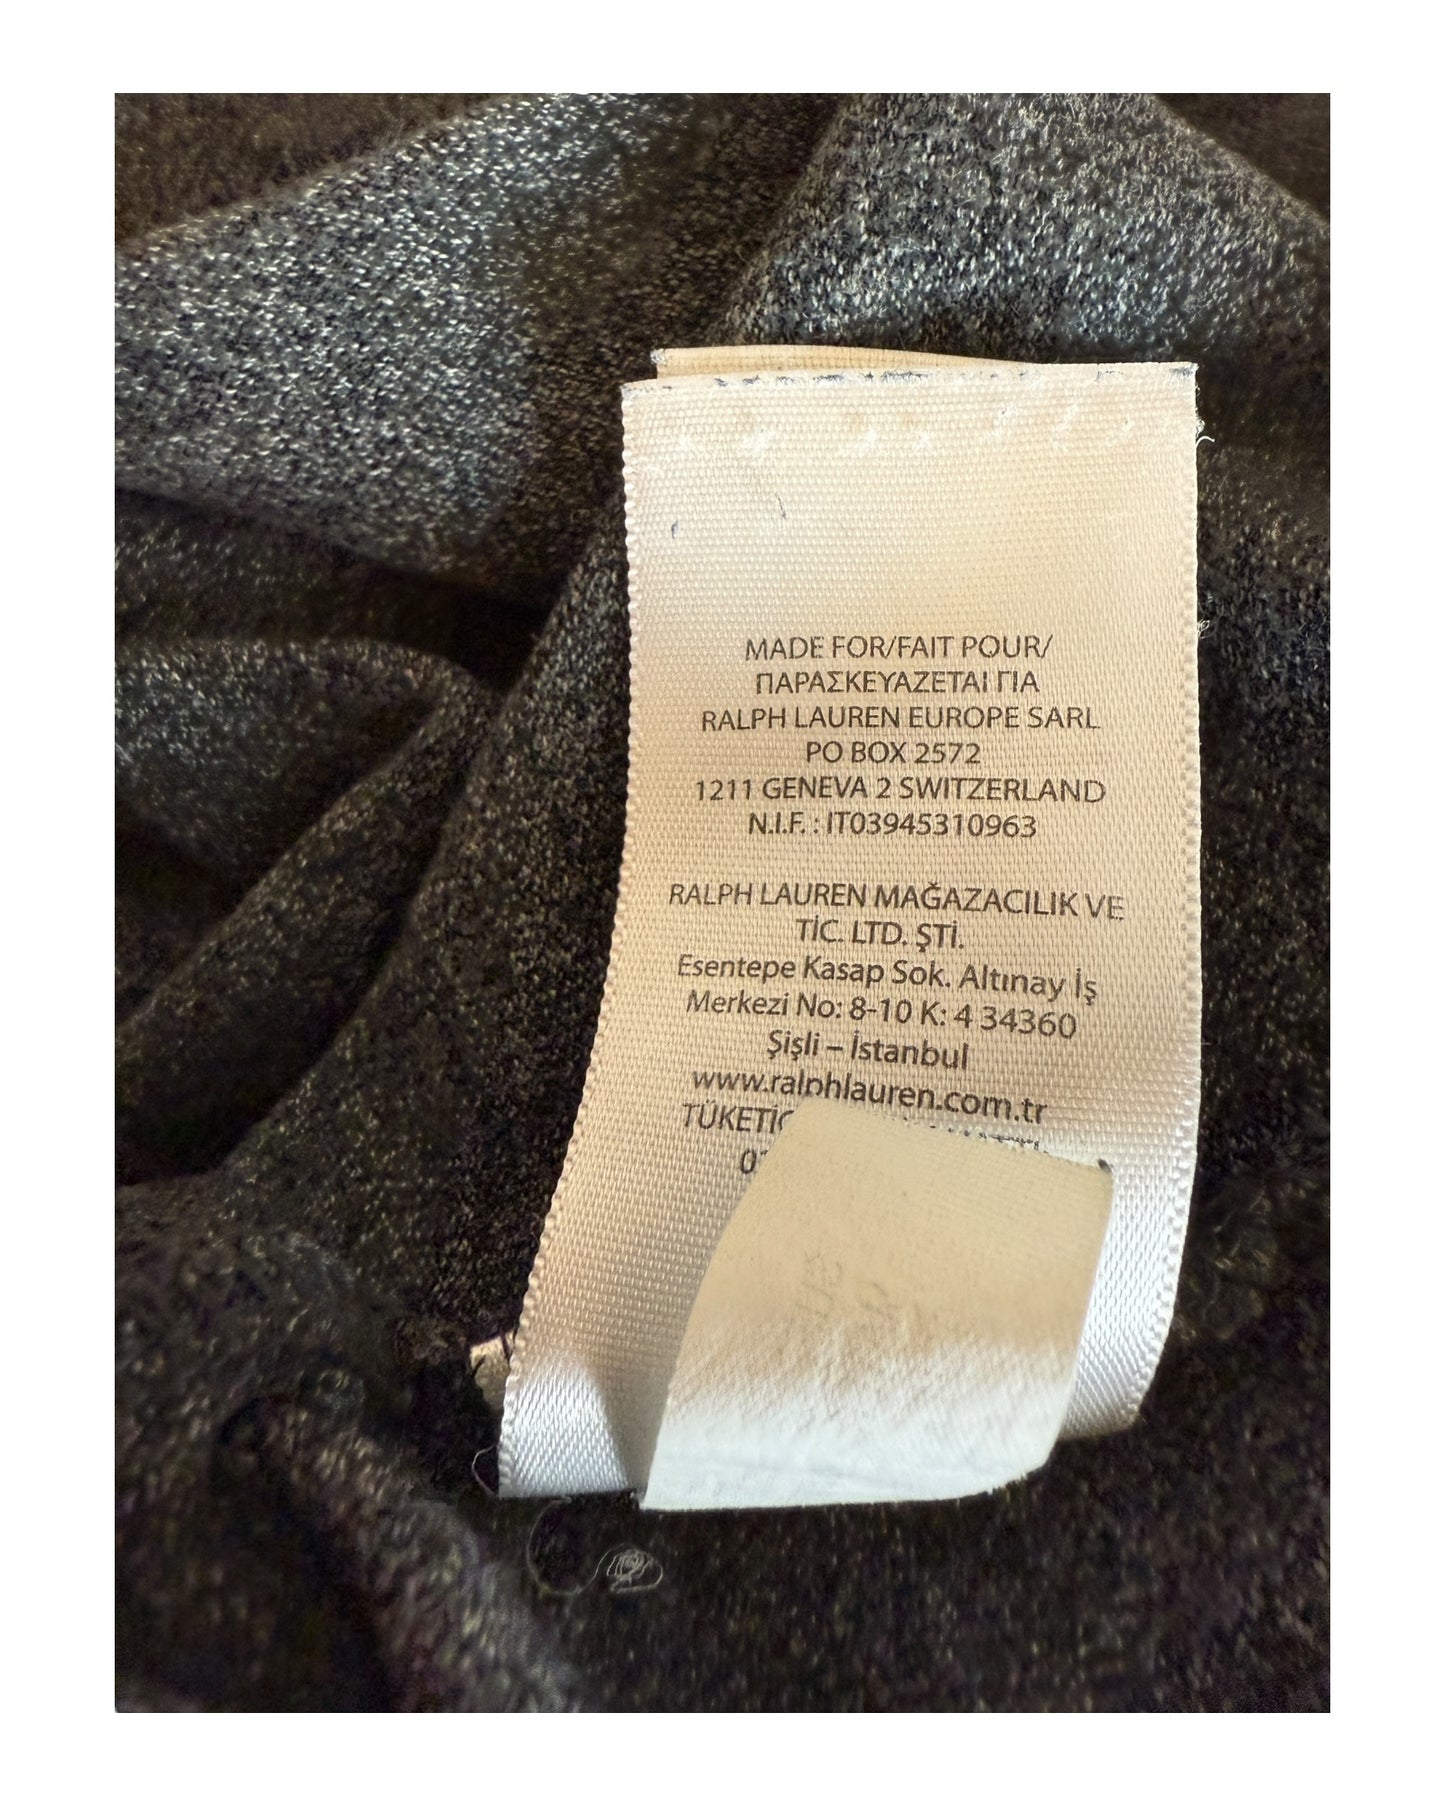 MADE FOR/FAIT POUR/
ΠΑΡΑΣΚΕΥΑΖΕΤΑΙ ΓΙΑ
RALPH LAUREN EUROPE SARL
PO BOX 2572
1211 GENEVA 2 SWITZERLAND
N.I.F. : IT03945310963
RALPH LAUREN MAĞAZACILIK VE
TİC. LTD. ŞTİ.
Esentepe Kasap Sok. Altınay İş
Merkezi No: 8-10 K: 4 34360
Şişli – İstanbul
www.ralphlauren.com.tr